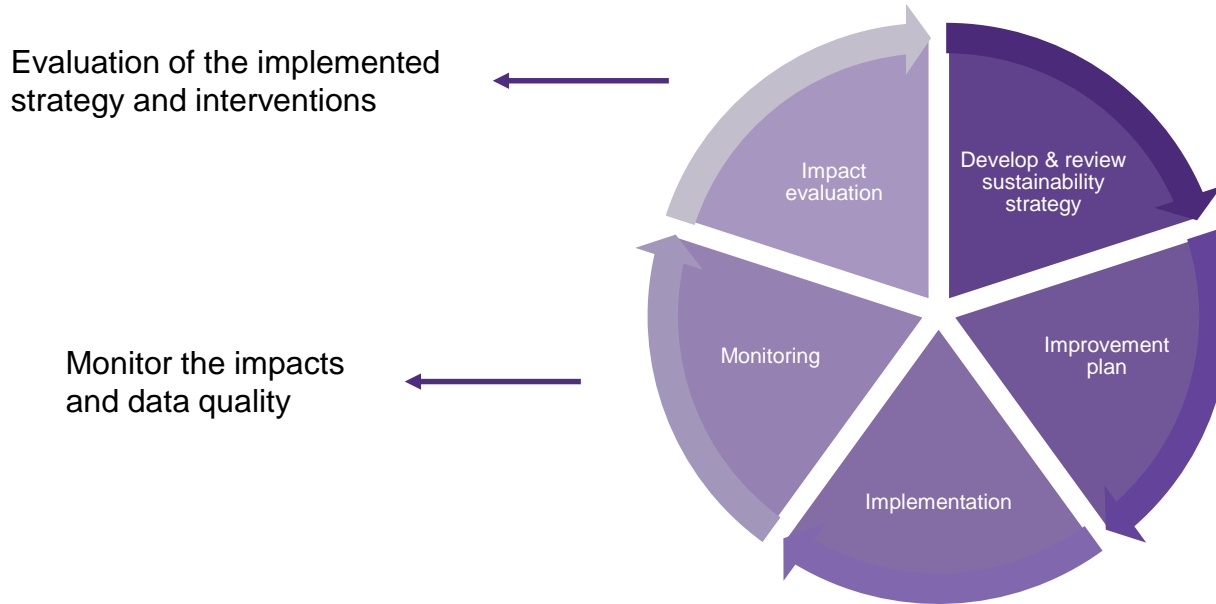 Evaluation of the implemented
strategy and interventions
Impact
evaluation
Develop & review
sustainability
strategy
Monitor the impacts
and data quality
Monitoring
Improvement
plan
Implementation